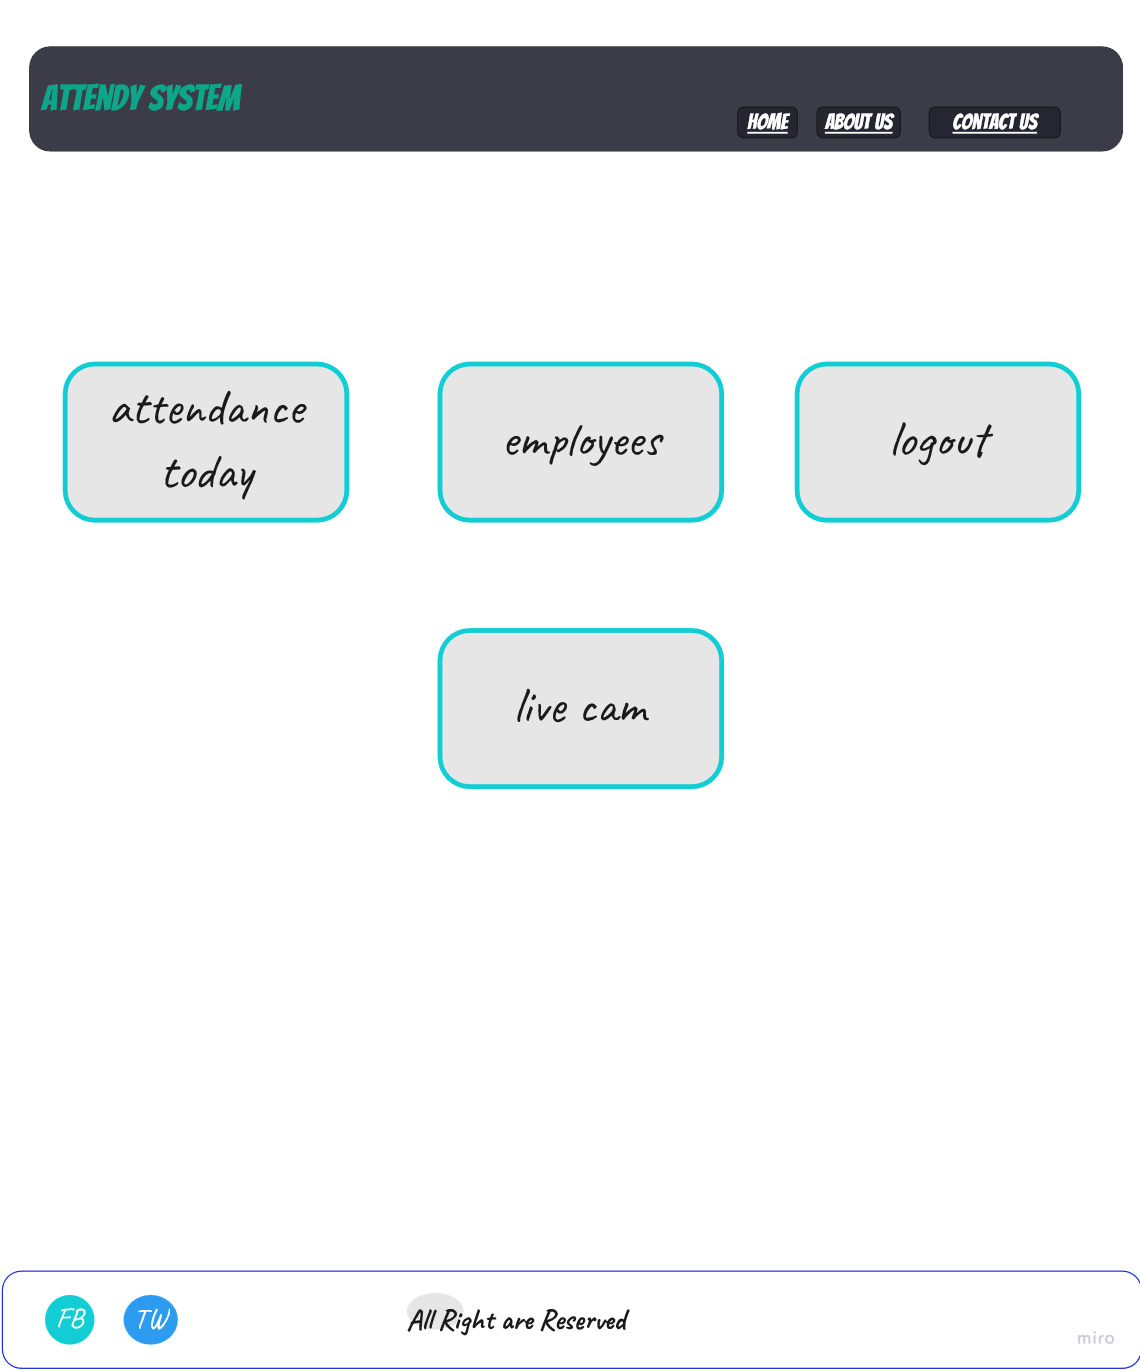 ATTENDY SYSTEM
HOME
ABOUT US
CONTACT US
attendance
today
employees
logout
live cam
FB
TW
All Right are Reserved
miro